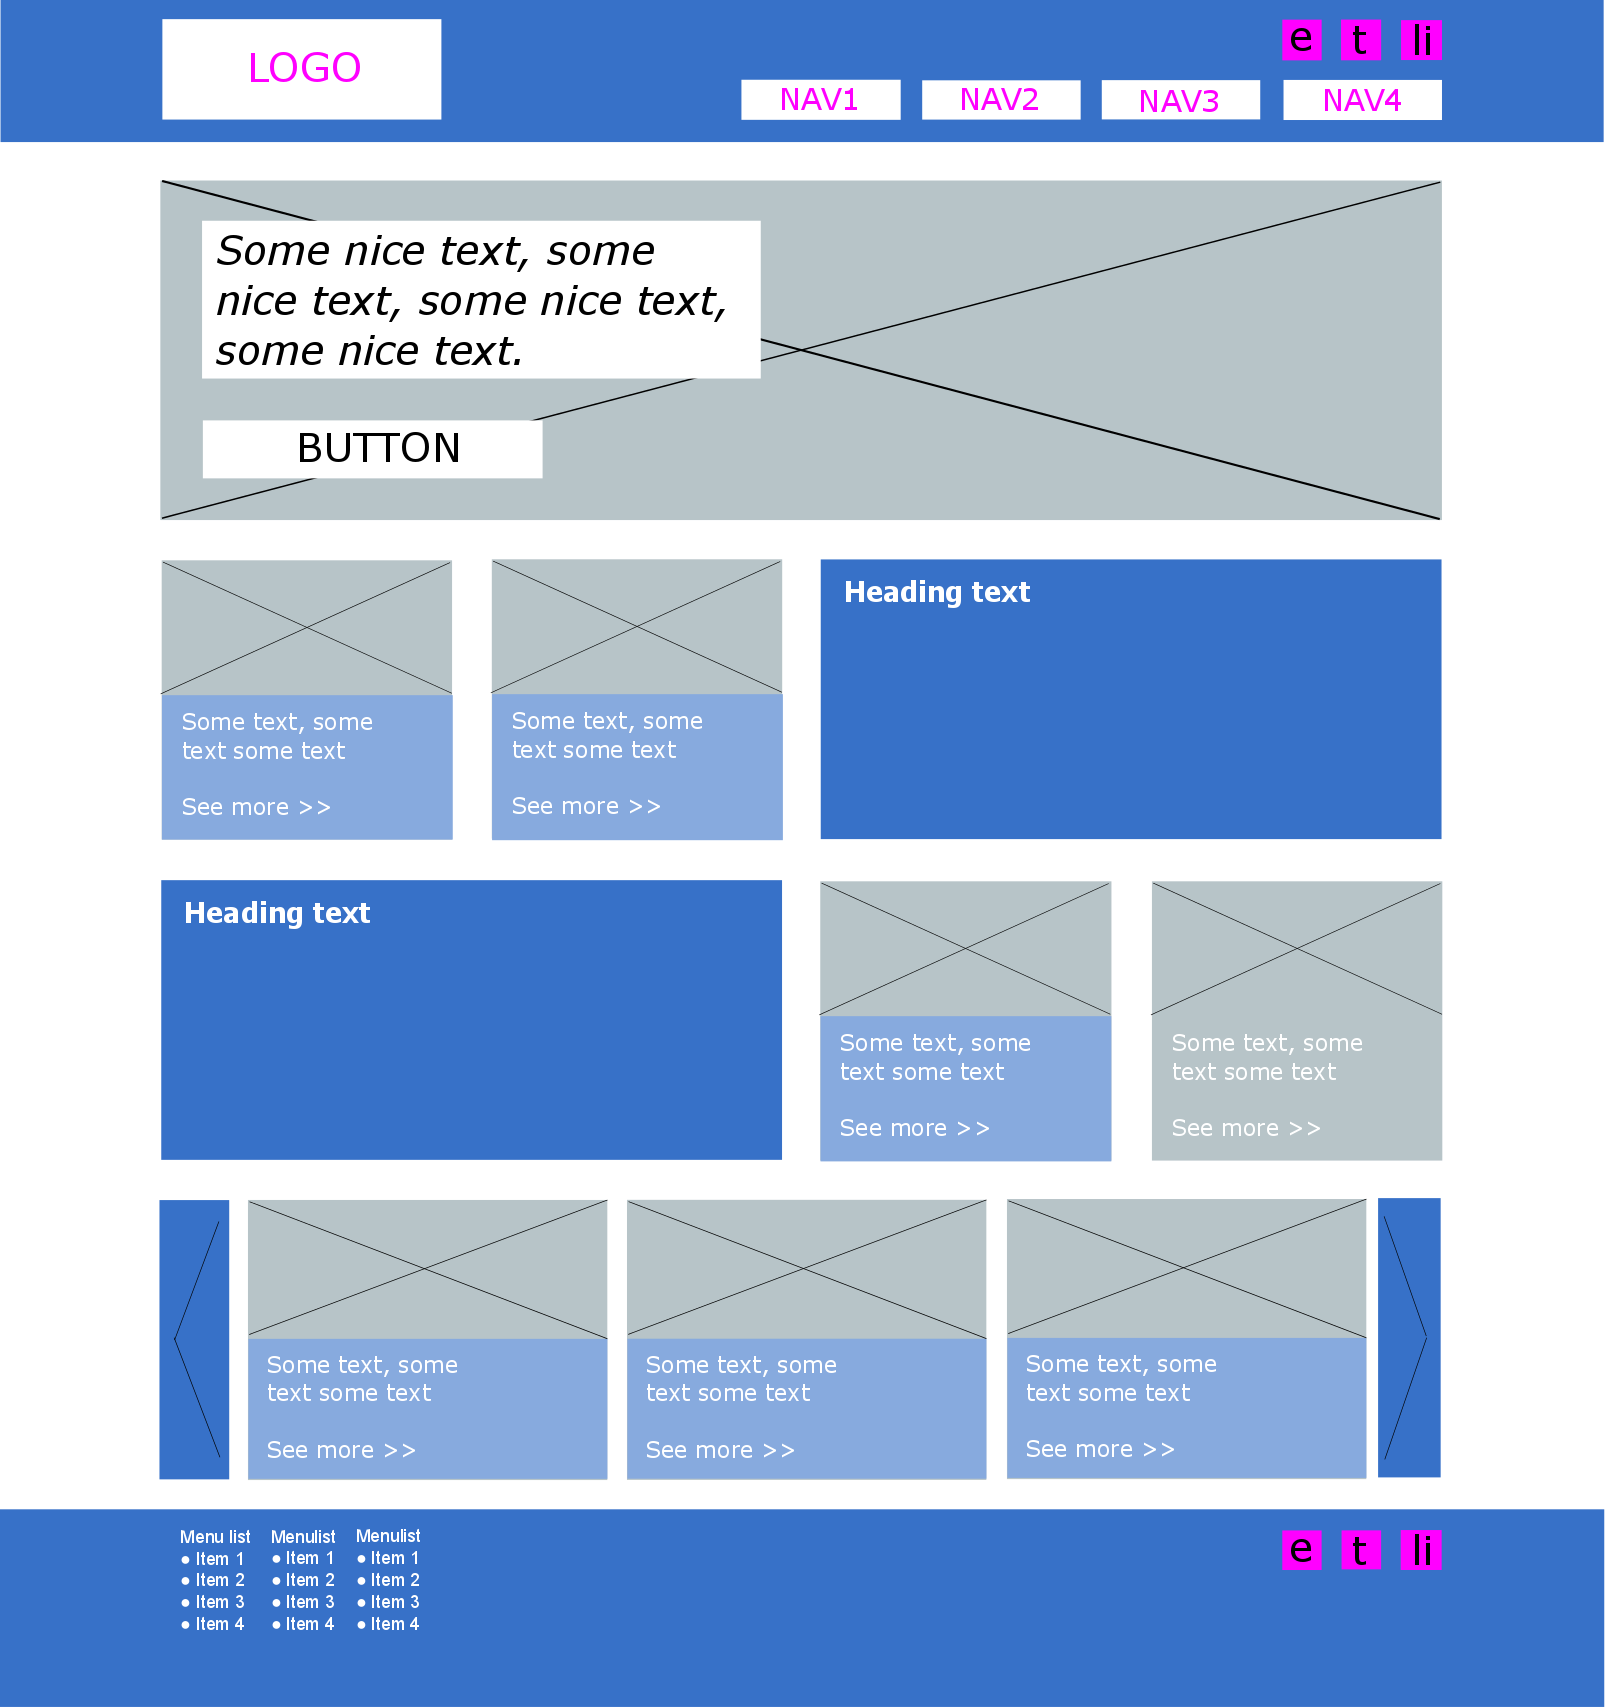 LOGO
e t li
NAV1 NAV2 NAV3 NAV4
Some nice text, some
nice text, some nice text,
some nice text.
BUTTON
Some text, some
text some text
See more >>
Some text, some
text some text
See more >>
Heading text
Heading text
Some text, some
text some text
See more >>
Some text, some
text some text
See more >>
Some text, some
text some text
See more >>
Some text, some
text some text
See more >>
Some text, some
text some text
See more >>
Menu list
● Item 1
● Item 2
● Item 3
● Item 4
Menulist
● Item 1
● Item 2
● Item 3
● Item 4
Menulist
● Item 1
● Item 2
● Item 3
● Item 4
e t li